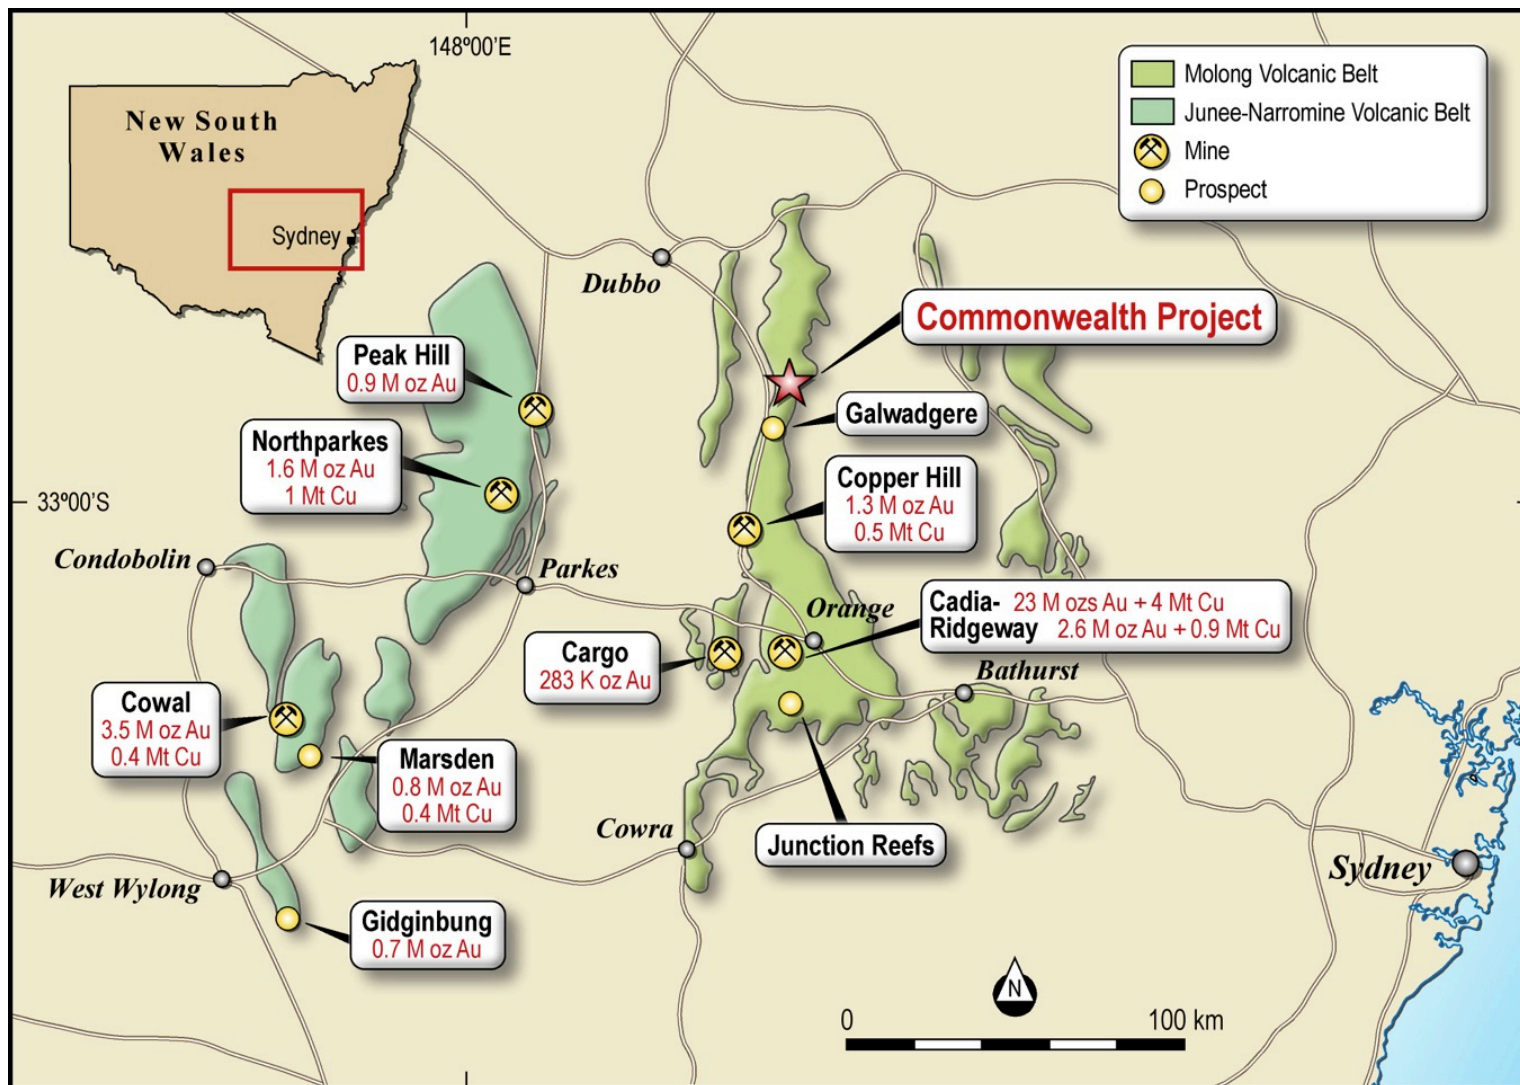 148º00'E
New South
Wales
Sydney
Molong Volcanic Belt
Junee-Narromine Volcanic Belt
Mine
Prospect
Dubbo
Commonwealth Project
Peak Hill
0.9 M oz Au
Galwadgere
Northparkes
1.6 M oz Au
1 Mt Cu
Copper Hill
1.3 M oz Au
0.5 Mt Cu
33º00'S
Condobolin
Parkes
Orange
Cadia- 23 M ozs Au + 4 Mt Cu
Ridgeway 2.6 M oz Au + 0.9 Mt Cu
Cargo
283 K oz Au
Bathurst
Cowal
3.5 M oz Au
0.4 Mt Cu
Marsden
0.8 M oz Au
0.4 Mt Cu
Cowra
Junction Reefs
Sydney
West Wylong
Gidginbung
0.7 M oz Au
N
0 100 km